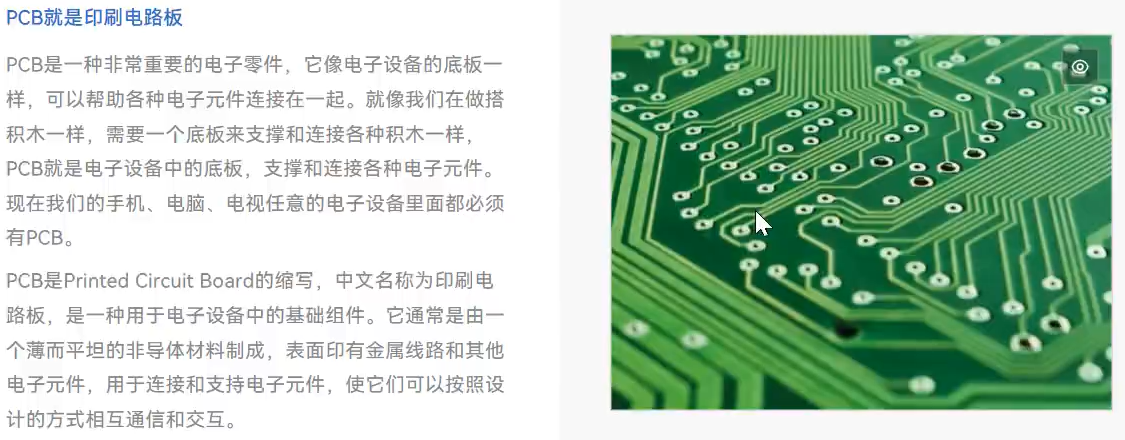 PCB就是印刷电路板
PCB是一种非常重要的电子零件，它像电子设备的底板一
样，可以帮助各种电子元件连接在一起。就像我们在做搭
积木一样，需要一个底板来支撑和连接各种积木一样，
PCB就是电子设备中的底板，支撑和连接各种电子元件。
现在我们的手机、电脑、电视任意的电子设备里面都必须
有PCB。
PCB是Printed Circuit Board的缩写，中文名称为印刷电
路板，是一种用于电子设备中的基础组件。它通常是由一
个薄而平坦的非导体材料制成，表面印有金属线路和其他
电子元件，用于连接和支持电子元件，使它们可以按照设
计的方式相互通信和交互。